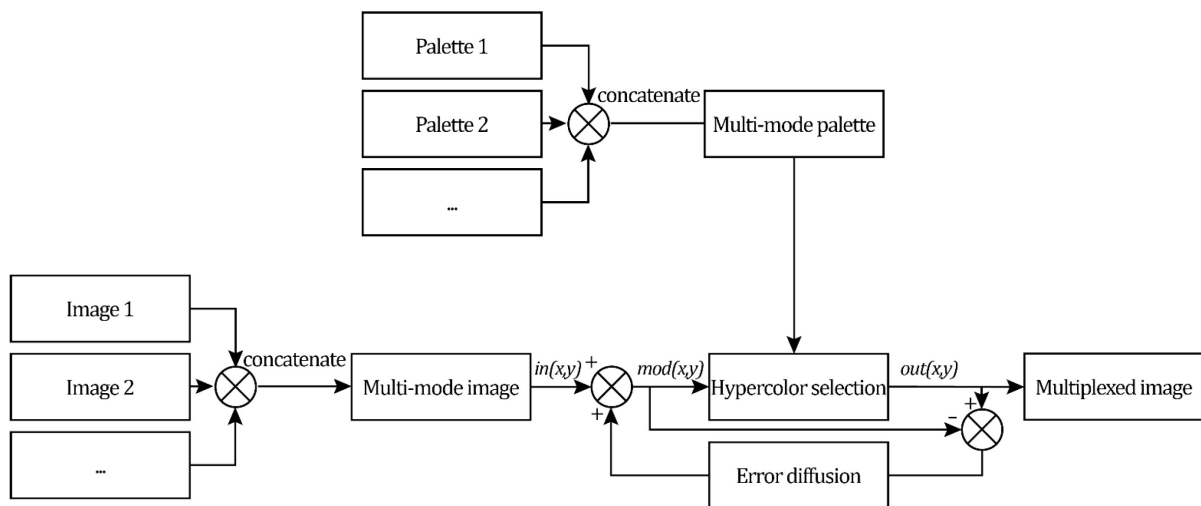 Palette 1
Palette 2
...
concatenate
Multi-mode palette
Image 1
Image 2
...
concatenate
Multi-mode image
in(x,y)
+
+
mod(x,y)
Hypercolor selection
out(x,y)
+
-
Multiplexed image
Error diffusion